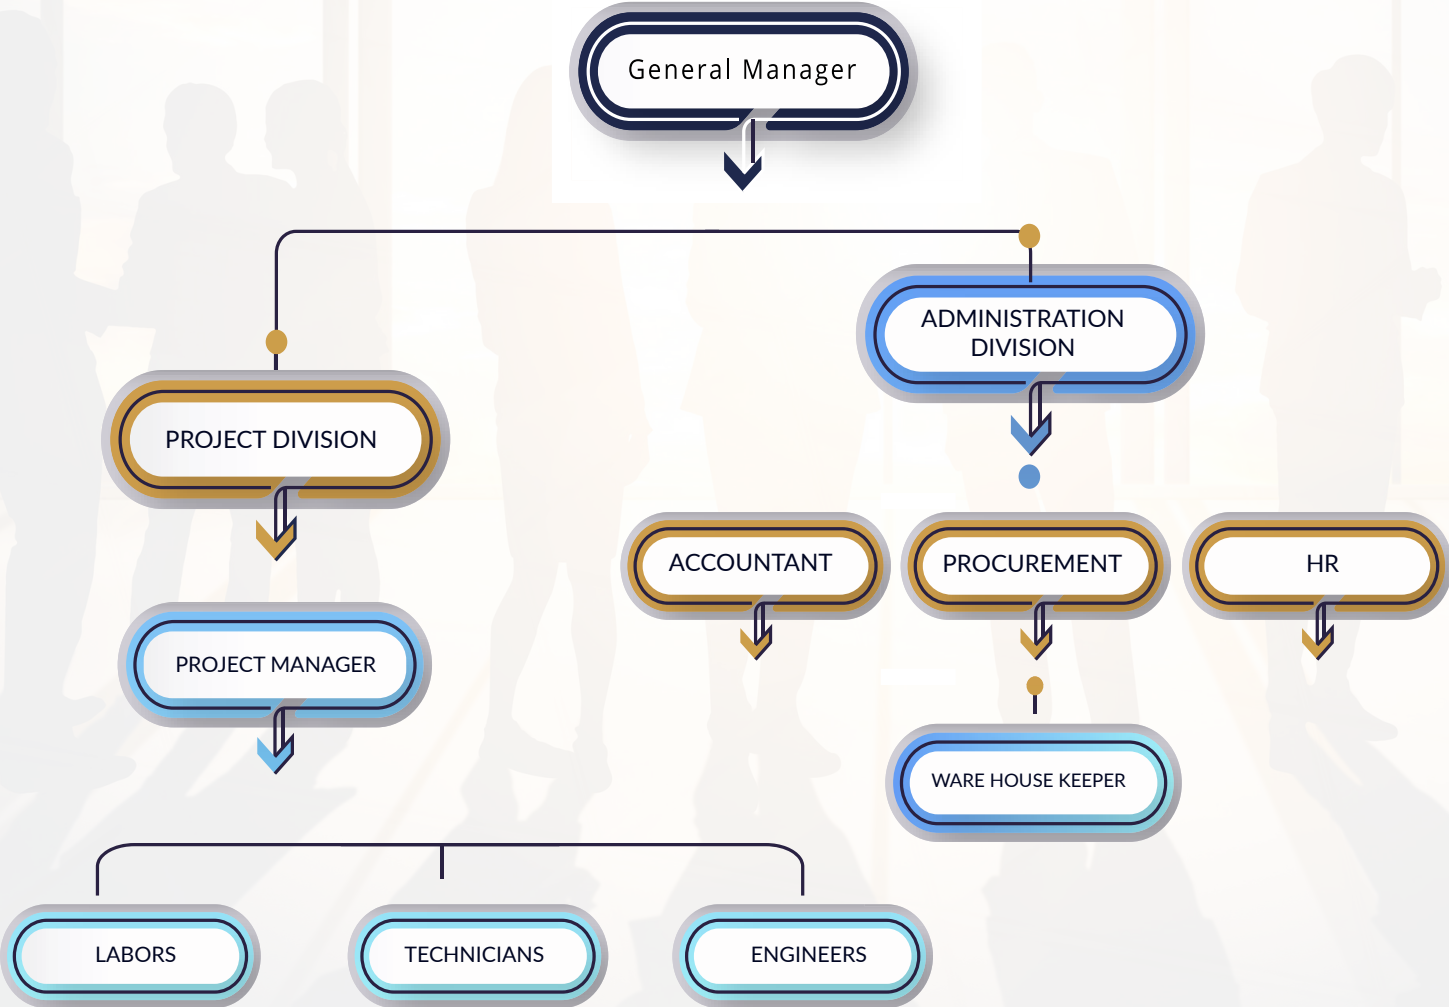 General Manager
ADMINISTRATION
DIVISION
PROJECT DIVISION
ACCOUNTANT
PROCUREMENT
HR
PROJECT MANAGER
WARE HOUSE KEEPER
LABORS
TECHNICIANS
ENGINEERS